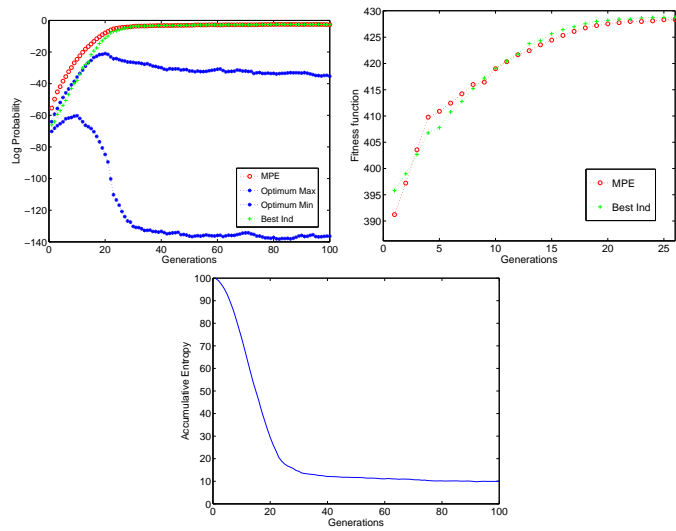 0
−20
−40
−60
−80
−100
−120
−140
Log Probability
0 20 40 60 80 100
Generations
MPE
Optimum Max
Optimum Min
Best Ind
430
425
420
415
410
405
400
395
390
Fitness function
0 5 10 15 20 25
Generations
MPE
Best Ind
100
90
80
70
60
50
40
30
20
10
0
Accumulative Entropy
0 20 40 60 80 100
Generations